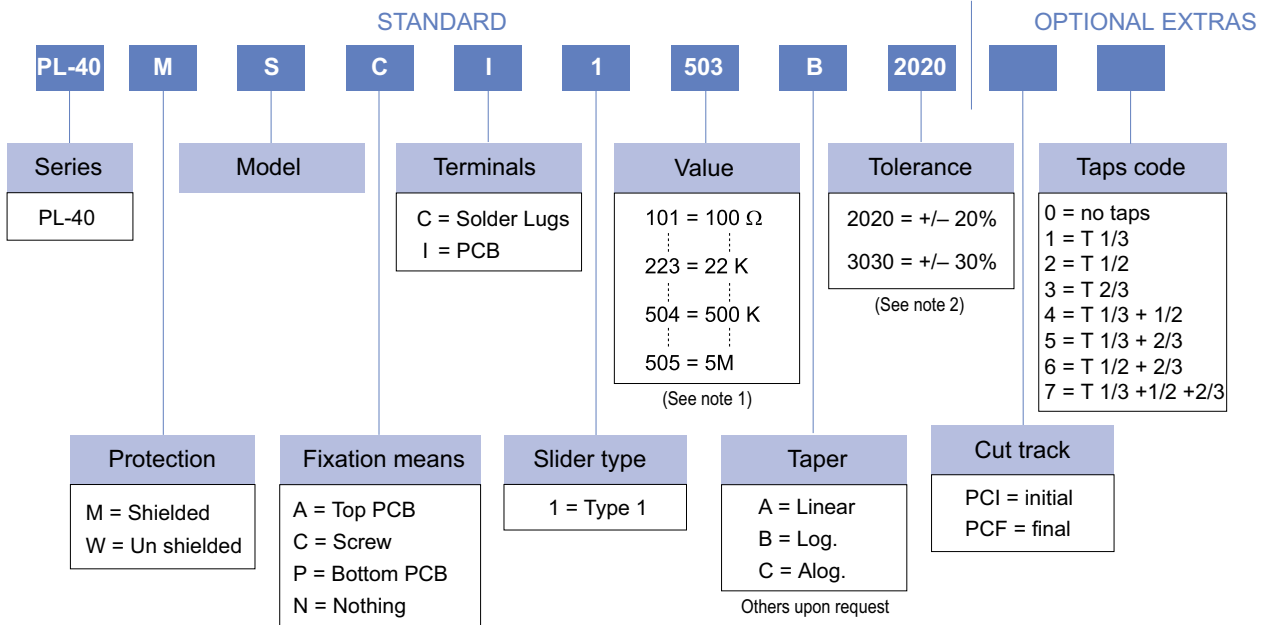 STANDARD
OPTIONAL EXTRAS
PL-40 M S C I 1 503 B 2020
Series
PL-40
Model
Terminals
C = Solder Lugs
I = PCB
Value
101 = 100 Ω
223 = 22 K
504 = 500 K
505 = 5M
(See note 1)
Tolerance
2020 = +/– 20%
3030 = +/– 30%
(See note 2)
Taps code
0 = no taps
1 = T 1/3
2 = T 1/2
3 = T 2/3
4 = T 1/3 + 1/2
5 = T 1/3 + 2/3
6 = T 1/2 + 2/3
7 = T 1/3 +1/2 +2/3
Protection
M = Shielded
W = Un shielded
Fixation means
A = Top PCB
C = Screw
P = Bottom PCB
N = Nothing
Slider type
1 = Type 1
Taper
A = Linear
B = Log.
C = Alog.
Others upon request
Cut track
PCI = initial
PCF = final